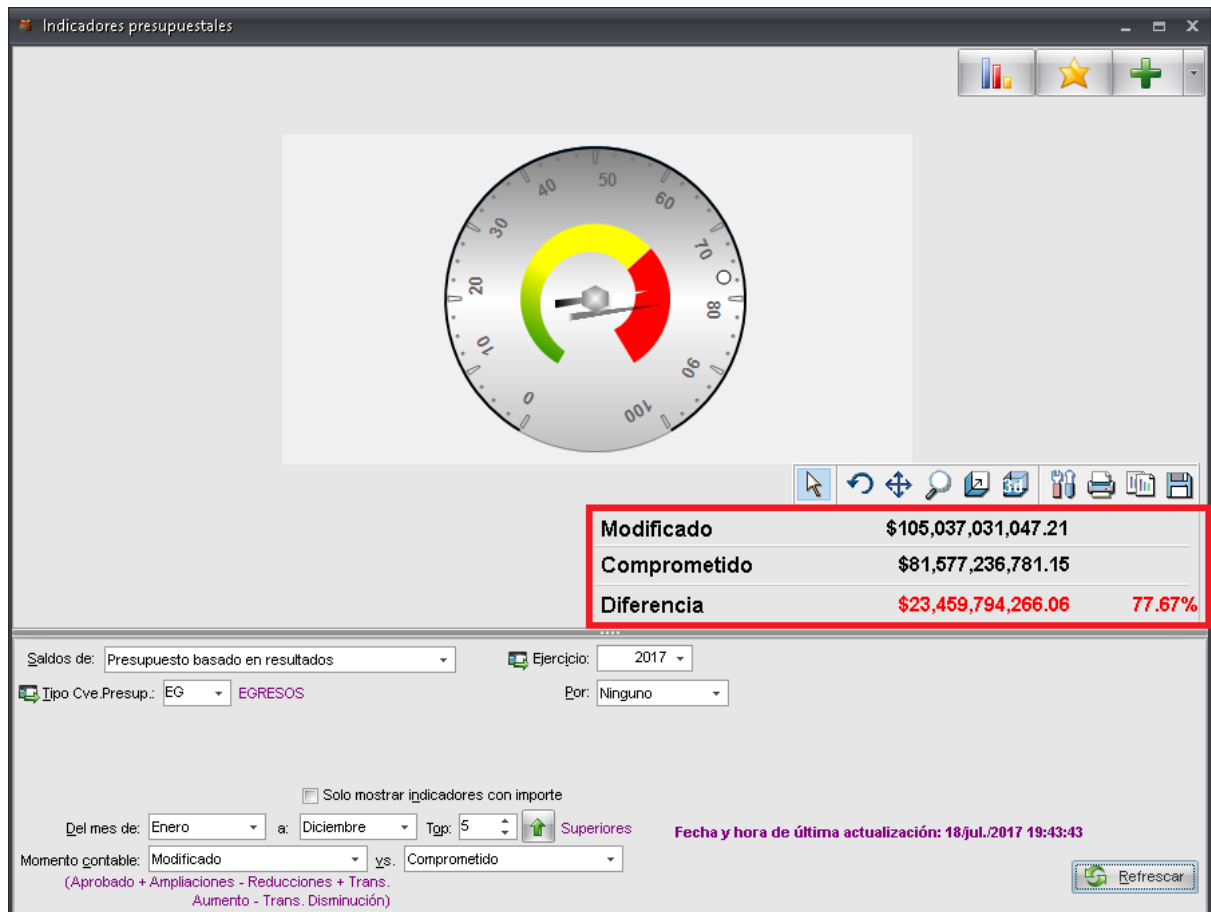 Indicadores presupuestales
50
40
60
30
70
20
80
10
90
0
100
3d
Modificado $105,037,031,047.21
Comprometido $81,577,236,781.15
Diferencia $23,459,794,266.06 77.67%
Saldos de: Presupuesto basado en resultados Ejercicio: 2017
Tipo Cve.Presup.: EG EGRESOS Por: Ninguno
Solo mostrar indicadores con importe
Del mes de: Enero a: Diciembre Top: 5 Superiores Fecha y hora de última actualización: 18/jul./2017 19:43:43
Momento contable: Modificado vs. Comprometido
(Aprobado + Ampliaciones - Reducciones + Trans. Refrescar
Aumento - Trans. Disminución)